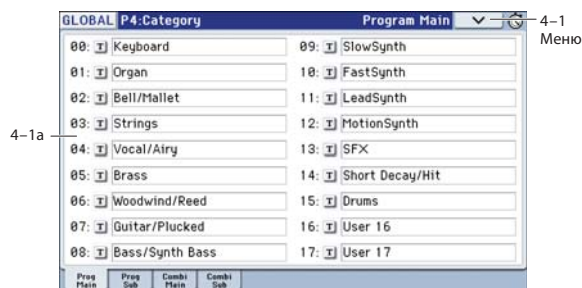 GLOBAL P4:Category Program Main
4–1
Меню
00: T Keyboard
01: T Organ
02: T Bell/Mallet
03: T Strings
04: T Vocal/Airy
05: T Brass
06: T Woodwind/Reed
07: T Guitar/Plucked
08: T Bass/Synth Bass
09: T SlowSynth
10: T FastSynth
11: T LeadSynth
12: T MotionSynth
13: T SFX
14: T Short Decay/Hit
15: T Drums
16: T User 16
17: T User 17
4–1a
Prog
Main
Prog
Sub
Combi
Main
Combi
Sub